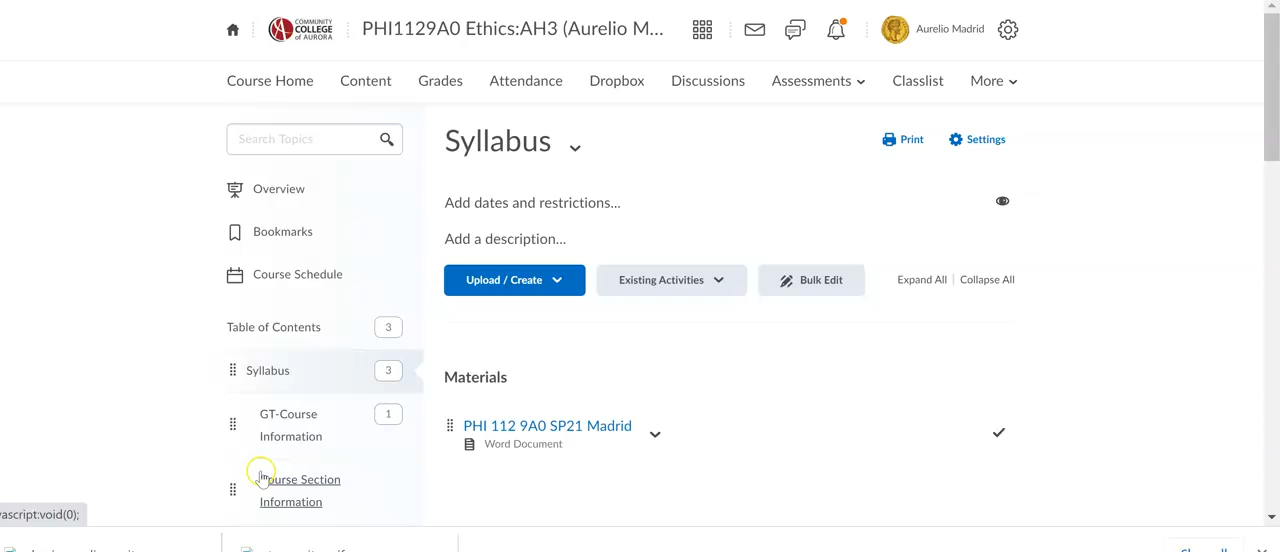 COMMUNITY
COLLEGE
of AURORA
PHI1129A0 Ethics:AH3 (Aurelio M...
Aurelio Madrid
Course Home
Content
Grades
Attendance
Dropbox
Discussions
Assessments
Classlist
More
Search Topics
Overview
Bookmarks
Course Schedule
Table of Contents
3
Syllabus
3
GT-Course
Information
1
Course Section
Information
Syllabus
Print
Settings
Add dates and restrictions...
Add a description...
Upload / Create
Existing Activities
Bulk Edit
Expand All
Collapse All
Materials
PHI 112 9A0 SP21 Madrid
Word Document
ascript:void(0);